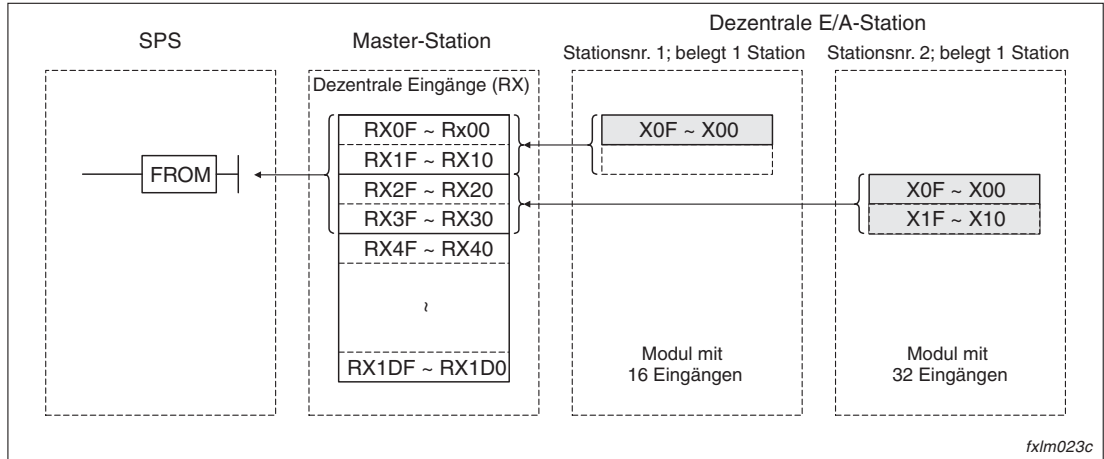 Dezentrale E/A-Station
SPS
Master-Station
Stationsnr. 1; belegt 1 Station
Stationsnr. 2; belegt 1 Station
Dezentrale Eingänge (RX)
RX0F ~ Rx00
X0F ~ X00
RX1F ~ RX10
FROM
RX2F ~ RX20
X0F ~ X00
RX3F ~ RX30
X1F ~ X10
RX4F ~ RX40
~
RX1DF ~ RX1D0
Modul mit
16 Eingängen
Modul mit
32 Eingängen
fxlm023c